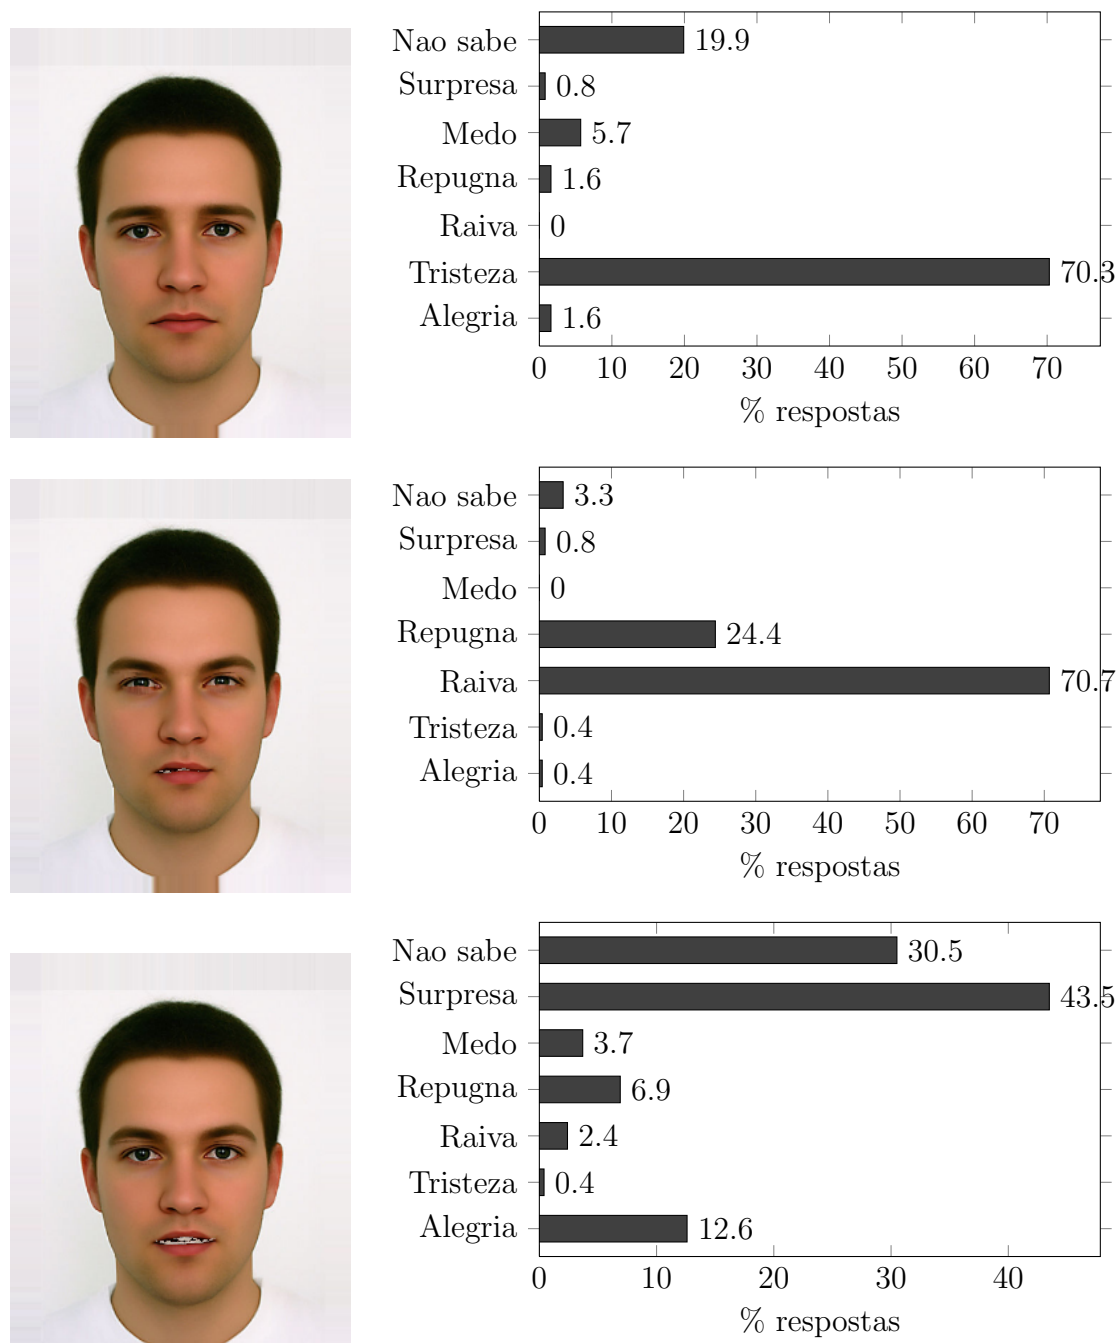 Nao sabe 19.9
Surpresa 0.8
Medo 5.7
Repugna 1.6
Raiva 0
Tristeza 70.3
Alegria 1.6
0 10 20 30 40 50 60 70
% respostas
Nao sabe 3.3
Surpresa 0.8
Medo 0
Repugna 24.4
Raiva 70.7
Tristeza 0.4
Alegria 0.4
0 10 20 30 40 50 60 70
% respostas
Nao sabe 30.5
Surpresa 43.5
Medo 3.7
Repugna 6.9
Raiva 2.4
Tristeza 0.4
Alegria 12.6
0 10 20 30 40
% respostas